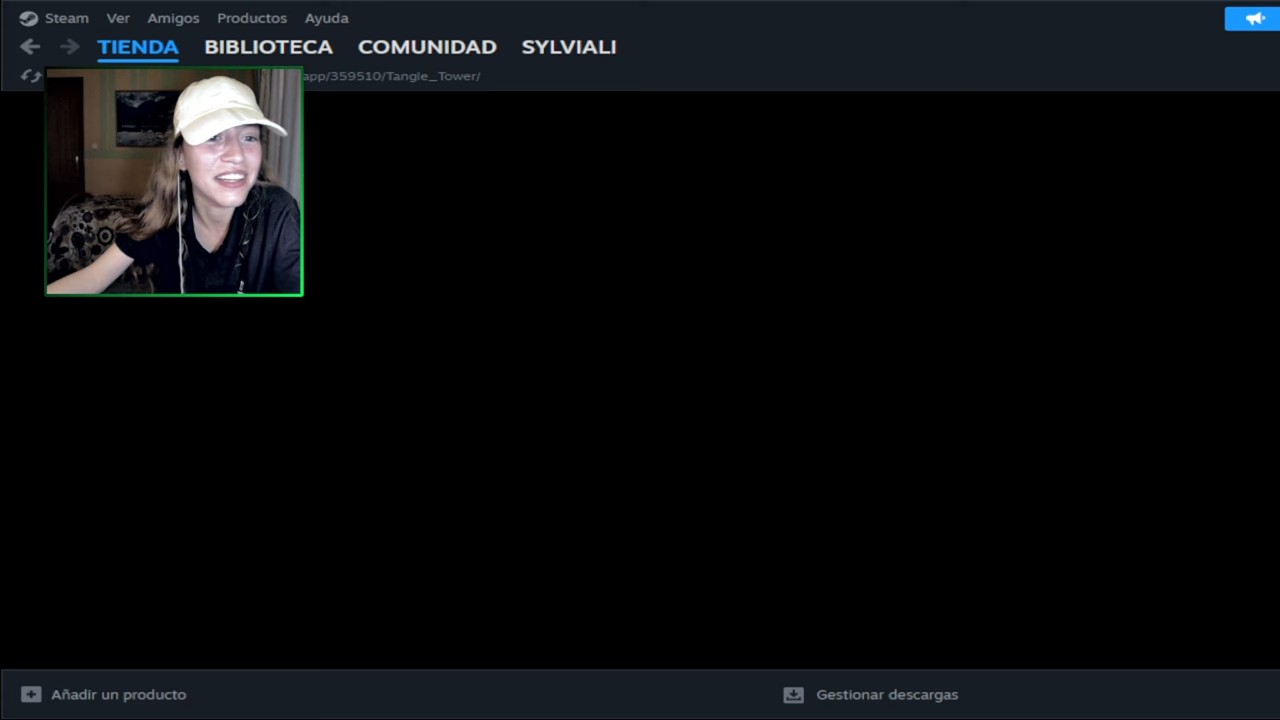 Steam Ver Amigos Productos Ayuda
TIENDA BIBLIOTECA COMUNIDAD SYLVIALI
app/359510/Tangle_Tower/
Añadir un producto Gestionar descargas